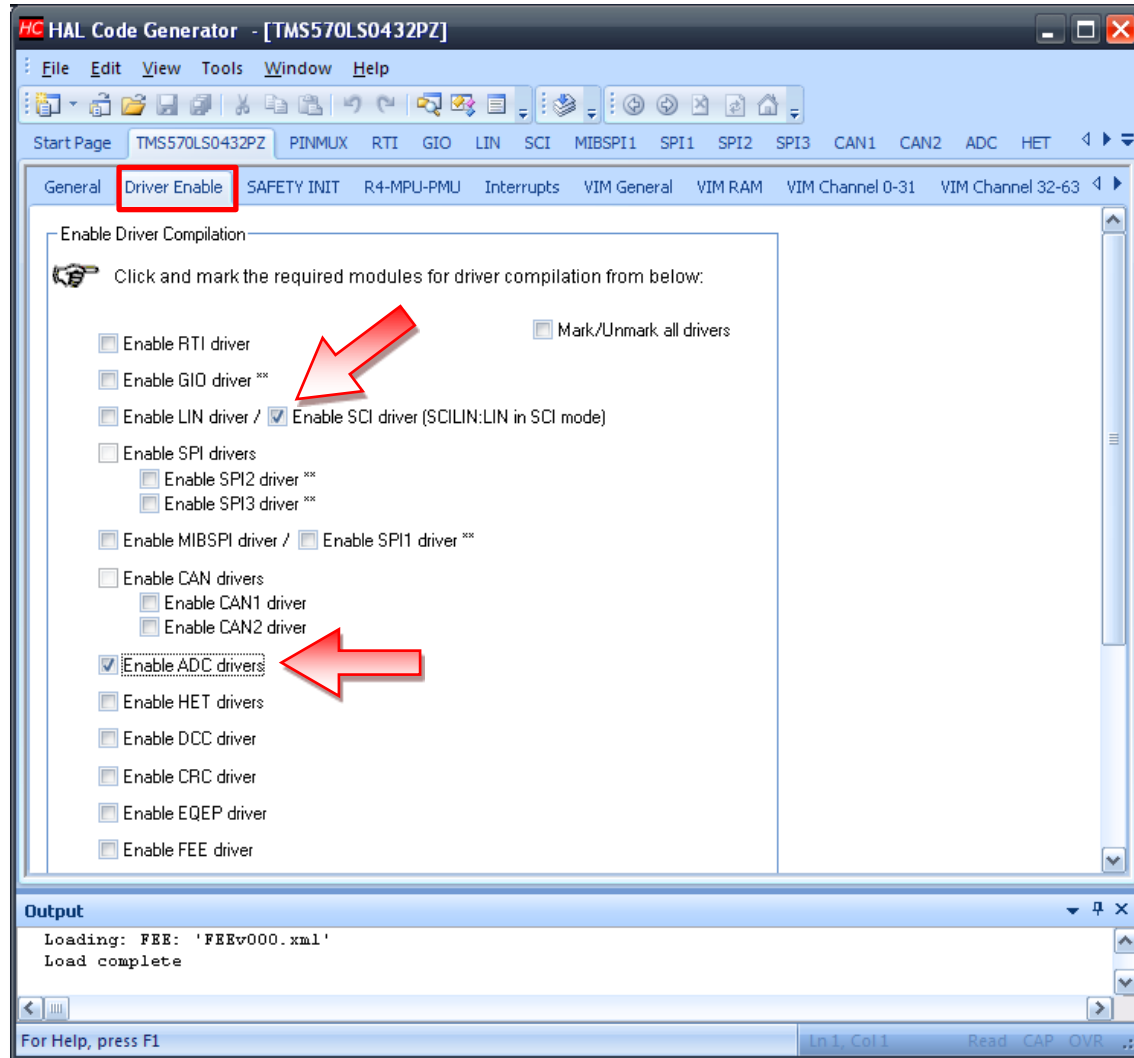 HC HAL Code Generator - [TMS570LS0432PZ]
File Edit View Tools Window Help
Start Page TMS570LS0432PZ PINMUX RTI GIO LIN SCI MIBSPI1 SPI1 SPI2 SPI3 CAN1 CAN2 ADC HET
General Driver Enable SAFETY INIT R4-MPU-PMU Interrupts VIM General VIM RAM VIM Channel 0-31 VIM Channel 32-63
Enable Driver Compilation
Click and mark the required modules for driver compilation from below:
Mark/Unmark all drivers
Enable RTI driver
Enable GIO driver **
Enable LIN driver / Enable SCI driver (SCILIN:LIN in SCI mode)
Enable SPI drivers
Enable SPI2 driver **
Enable SPI3 driver **
Enable MIBSPI driver / Enable SPI1 driver **
Enable CAN drivers
Enable CAN1 driver
Enable CAN2 driver
Enable ADC drivers
Enable HET drivers
Enable DCC driver
Enable CRC driver
Enable EQEP driver
Enable FEE driver
Output
Loading: FEE: 'FEEv000.xml'
Load complete
For Help, press F1 Ln 1, Col 1 Read CAP OVR